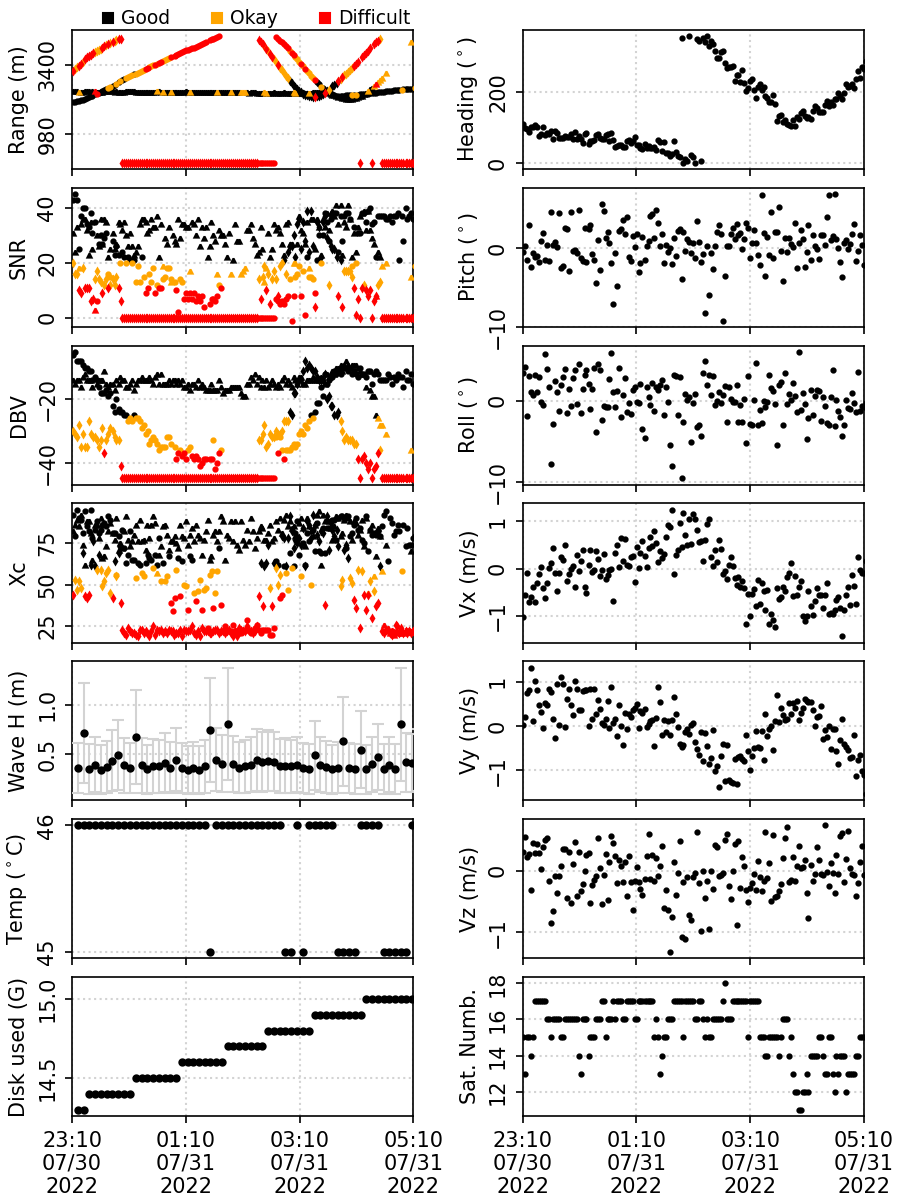 Good Okay Difficult
Range (m)
3400
980
SNR
40
20
0
DBV
−20
−40
Xc
75
50
25
Wave H (m)
1.0
0.5
Temp (°C)
46
45
Disk used (G)
15.0
14.5
23:10 01:10 03:10 05:10
07/30 07/31 07/31 07/31
2022 2022 2022 2022
Heading (°)
200
0
Pitch (°)
0
−10
Roll (°)
0
−10
Vx (m/s)
1
0
−1
Vy (m/s)
1
0
−1
Vz (m/s)
0
−1
Sat. Numb.
18
16
14
12
23:10 01:10 03:10 05:10
07/30 07/31 07/31 07/31
2022 2022 2022 2022